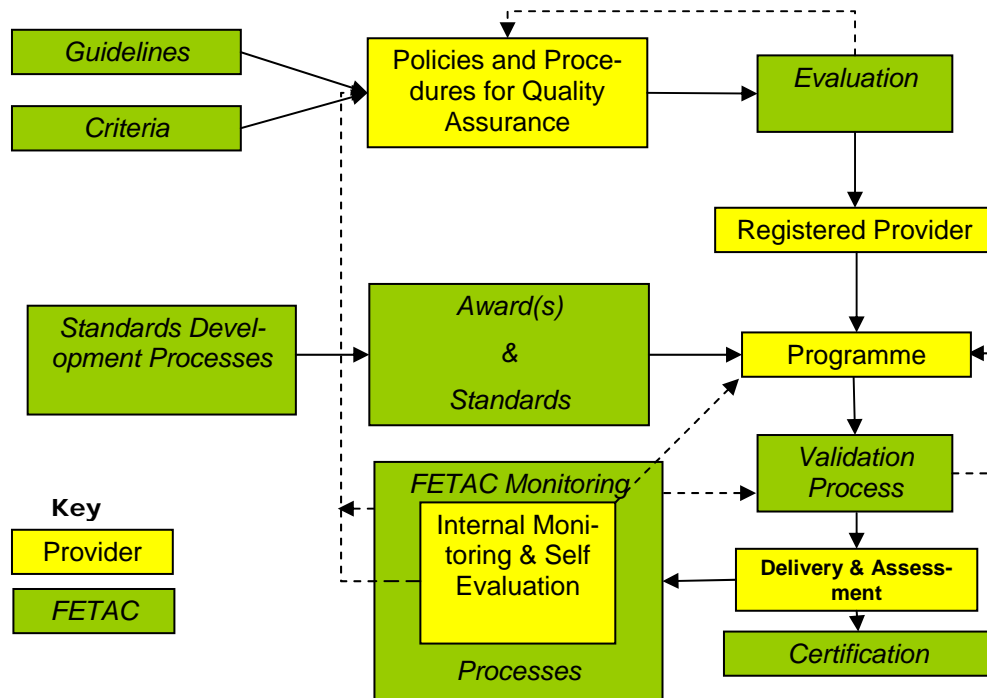 Guidelines
Criteria
Policies and Proce-
dures for Quality
Assurance
Evaluation
Registered Provider
Standards Devel-
opment Processes
Award(s)
&
Standards
Programme
FETAC Monitoring
Internal Moni-
toring & Self
Evaluation
Processes
Validation
Process
Delivery & Assess-
ment
Certification
Key
Provider
FETAC